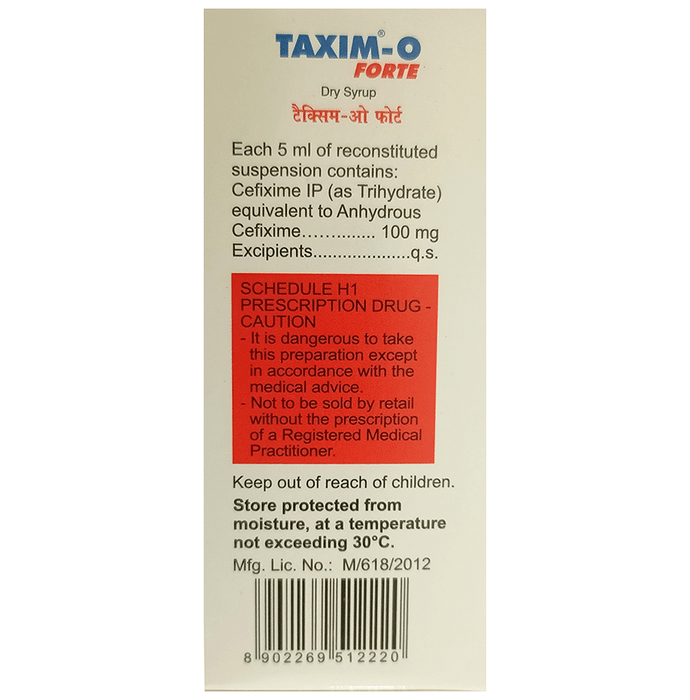 TAXIM®-O
FORTE
Dry Syrup
टैक्सिम-ओ फोर्ट
Each 5 ml of reconstituted
suspension contains:
Cefixime IP (as Trihydrate)
equivalent to Anhydrous
Cefixime.............. 100 mg
Excipients.....................q.s.
SCHEDULE H1
PRESCRIPTION DRUG -
CAUTION
- It is dangerous to take
this preparation except
in accordance with the
medical advice.
- Not to be sold by retail
without the prescription
of a Registered Medical
Practitioner.
Keep out of reach of children.
Store protected from
moisture, at a temperature
not exceeding 30°C.
Mfg. Lic. No.: M/618/2012
8 902269 512220